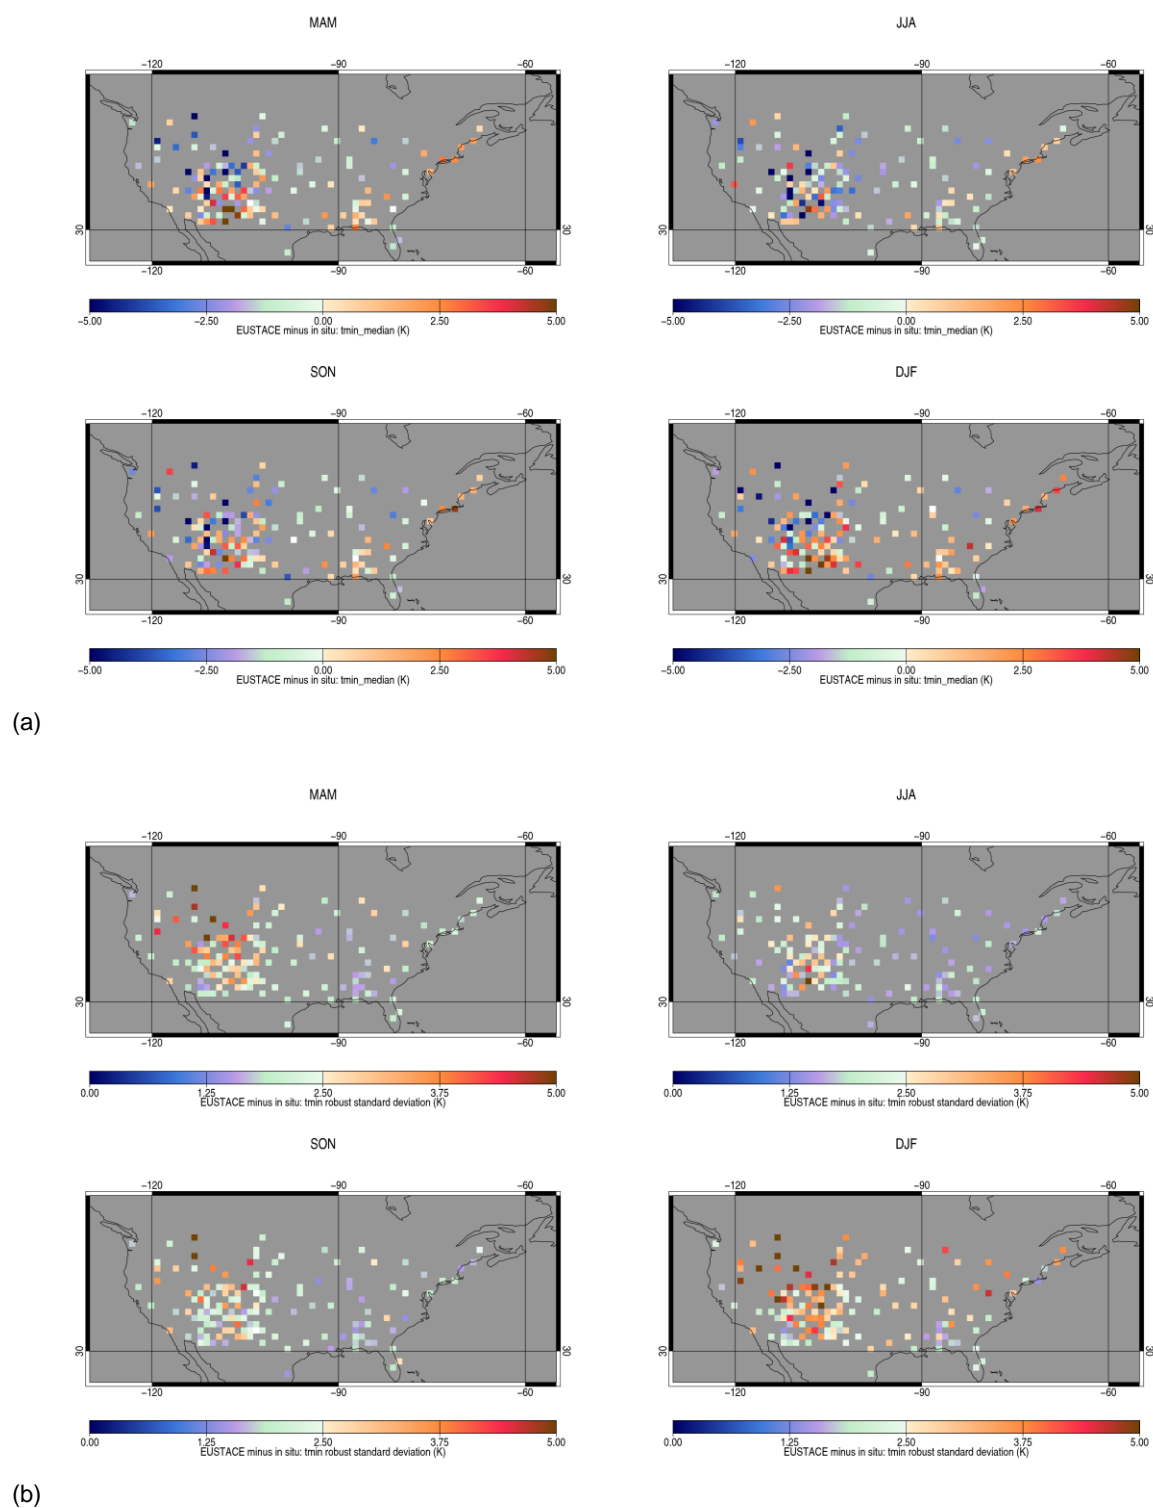 MAM JJA
−120 −90 −60 −120 −90 −60
30 30 30 30
−120 −90 −60 −120 −90 −60
−5.00 −2.50 0.00 2.50 5.00 −5.00 −2.50 0.00 2.50 5.00
EUSTACE minus in situ: tmin_median (K) EUSTACE minus in situ: tmin_median (K)
SON DJF
−120 −90 −60 −120 −90 −60
30 30 30 30
−120 −90 −60 −120 −90 −60
−5.00 −2.50 0.00 2.50 5.00 −5.00 −2.50 0.00 2.50 5.00
EUSTACE minus in situ: tmin_median (K) EUSTACE minus in situ: tmin_median (K)
(a)
MAM JJA
−120 −90 −60 −120 −90 −60
30 30 30 30
−120 −90 −60 −120 −90 −60
0.00 1.25 2.50 3.75 5.00 0.00 1.25 2.50 3.75 5.00
EUSTACE minus in situ: tmin robust standard deviation (K) EUSTACE minus in situ: tmin robust standard deviation (K)
SON DJF
−120 −90 −60 −120 −90 −60
30 30 30 30
−120 −90 −60 −120 −90 −60
0.00 1.25 2.50 3.75 5.00 0.00 1.25 2.50 3.75 5.00
EUSTACE minus in situ: tmin robust standard deviation (K) EUSTACE minus in situ: tmin robust standard deviation (K)
(b)